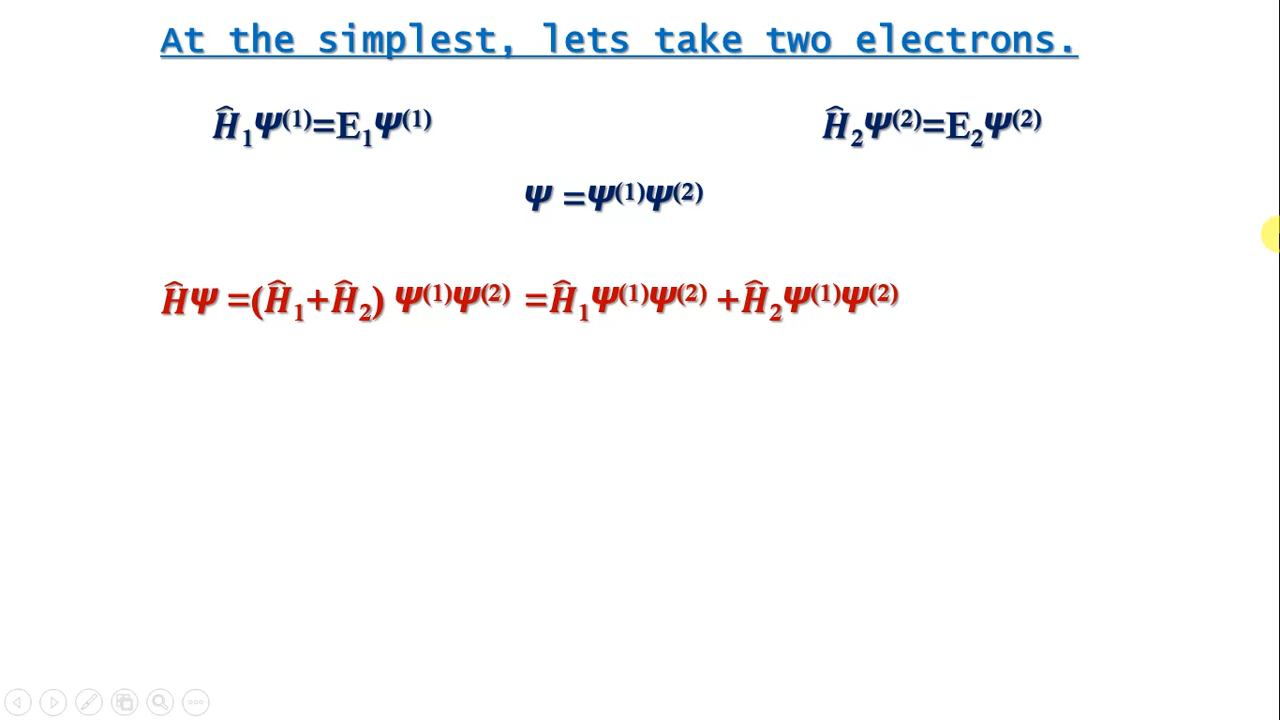 At the simplest, lets take two electrons.
Ĥ₁Ψ⁽¹⁾=E₁Ψ⁽¹⁾ Ĥ₂Ψ⁽²⁾=E₂Ψ⁽²⁾
Ψ =Ψ⁽¹⁾Ψ⁽²⁾
ĤΨ =(Ĥ₁+Ĥ₂) Ψ⁽¹⁾Ψ⁽²⁾ =Ĥ₁Ψ⁽¹⁾Ψ⁽²⁾ +Ĥ₂Ψ⁽¹⁾Ψ⁽²⁾